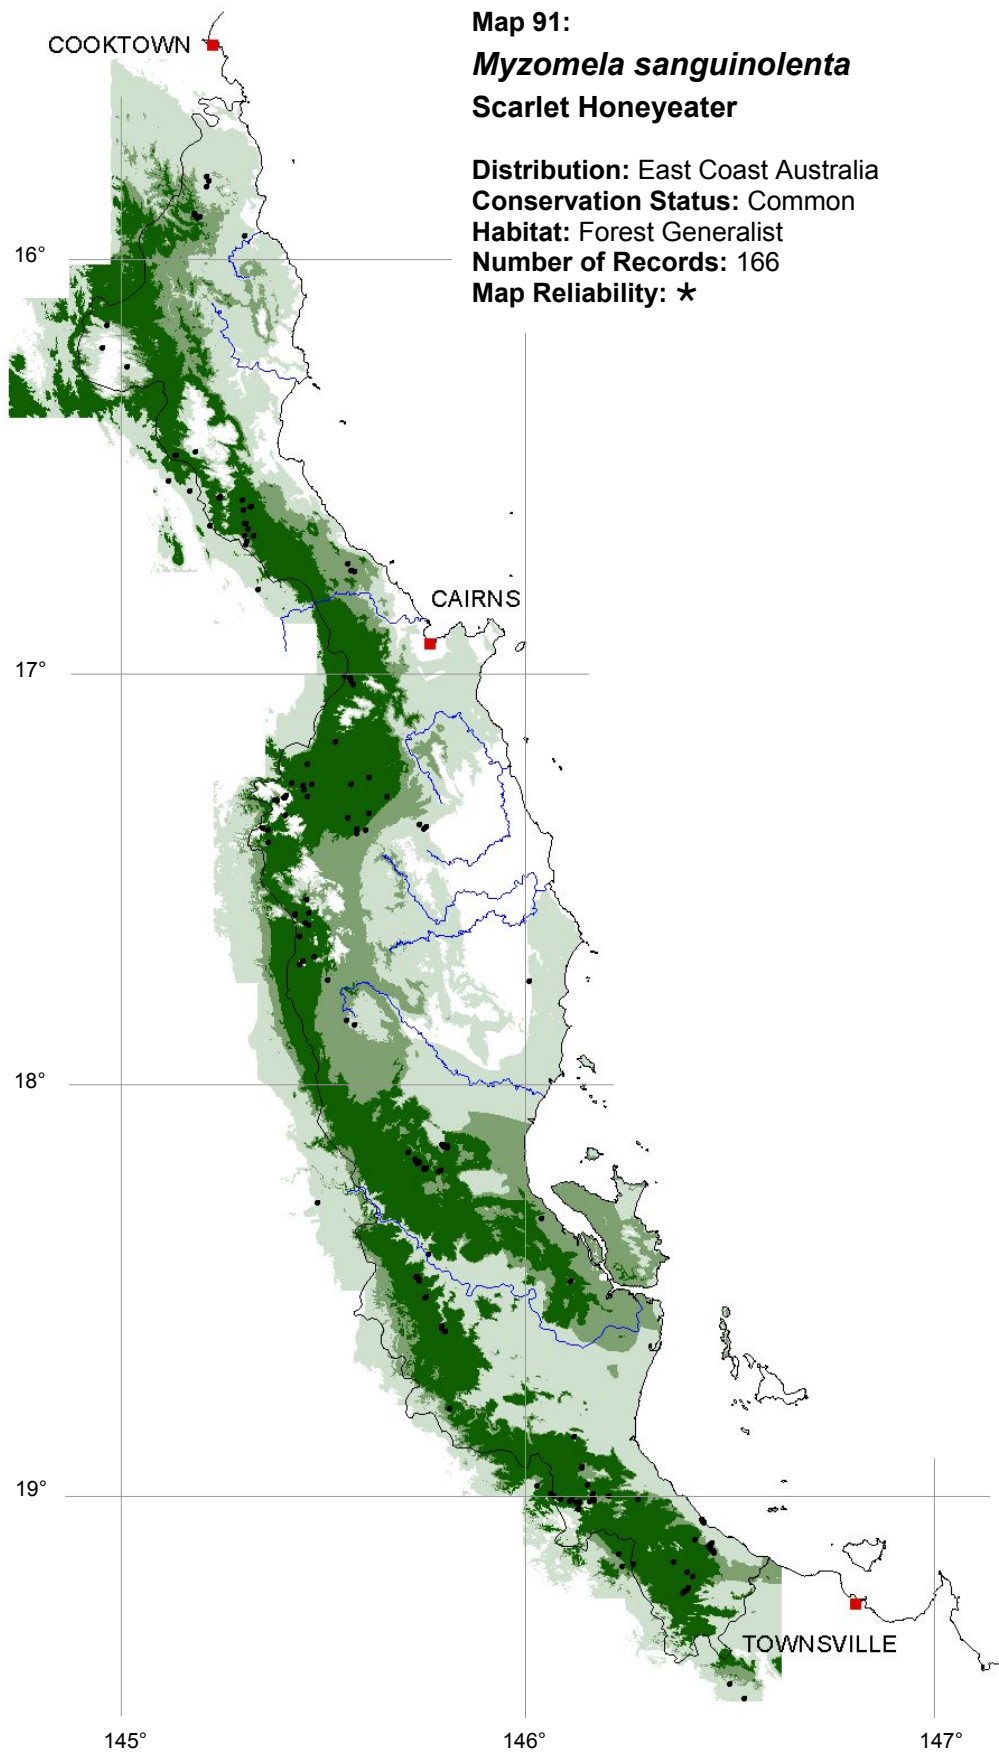 Map 91:
Myzomela sanguinolenta
Scarlet Honeyeater
Distribution: East Coast Australia
Conservation Status: Common
Habitat: Forest Generalist
Number of Records: 166
Map Reliability: *
COOKTOWN
16°
CAIRNS
17°
18°
19°
TOWNSVILLE
145° 146° 147°